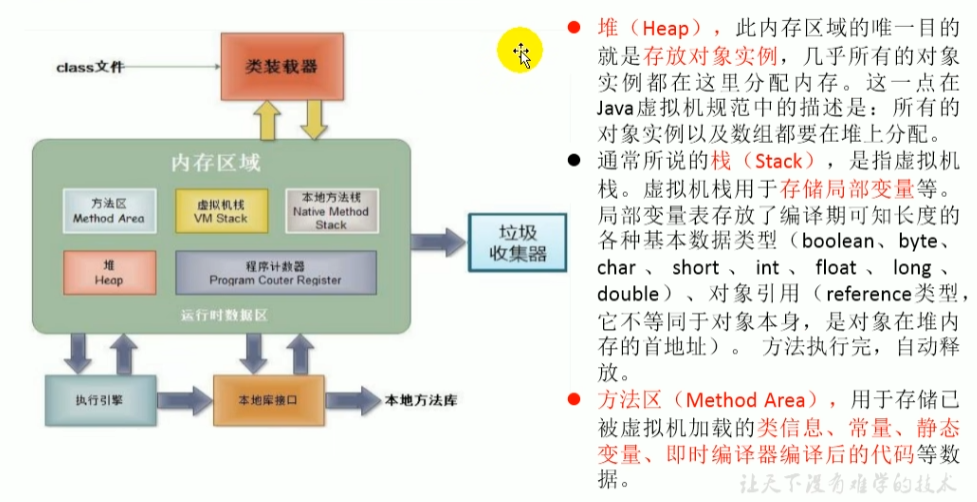 class文件
类装载器
内存区域
方法区
Method Area
虚拟机栈
VM Stack
本地方法栈
Native Method
Stack
堆
Heap
程序计数器
Program Couter Register
运行时数据区
垃圾
收集器
执行引擎
本地库接口
本地方法库
堆（Heap），此内存区域的唯一目的
就是存放对象实例，几乎所有的对象
实例都在这里分配内存。这一点在
Java虚拟机规范中的描述是：所有的
对象实例以及数组都要在堆上分配。
通常所说的栈（Stack），是指虚拟机
栈。虚拟机栈用于存储局部变量等。
局部变量表存放了编译期可知长度的
各种基本数据类型（boolean、byte、
char 、 short 、 int 、 float 、 long 、
double）、对象引用（reference类型，
它不等同于对象本身，是对象在堆内
存的首地址）。 方法执行完，自动释
放。
方法区（Method Area），用于存储已
被虚拟机加载的类信息、常量、静态
变量、即时编译器编译后的代码等数
据。
让天下没有难学的技术